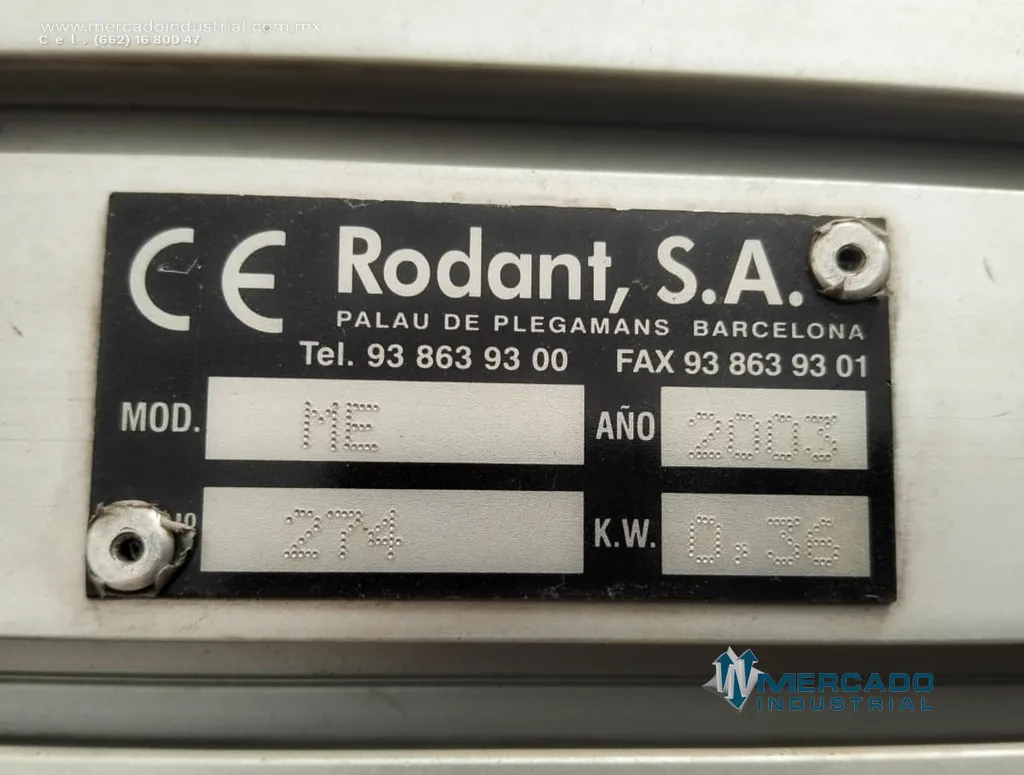 www.mercadoindustrial.com.mx
Cel. (662) 16 800 47
CE Rodant, S.A.
PALAU DE PLEGAMANS BARCELONA
Tel. 93 863 93 00 FAX 93 863 93 01
MOD. ME AÑO 2003
274 K.W. 0.36
MERCADO
INDUSTRIAL